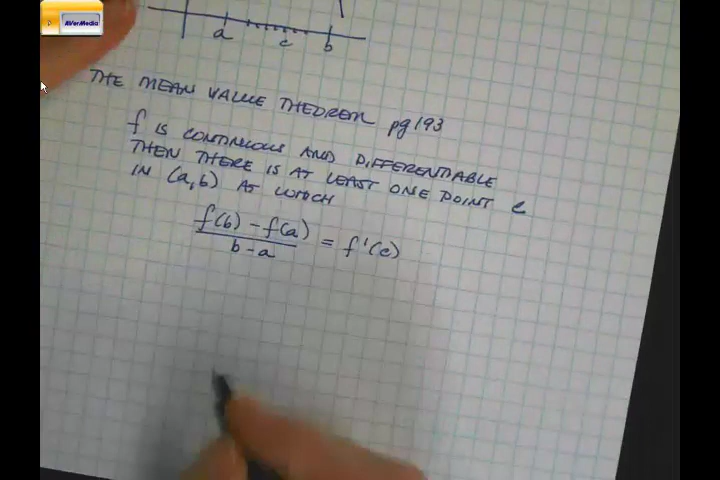 AVerMedia
a c b
THE MEAN VALUE THEOREM pg 193
f IS CONTINUOUS AND DIFFERENTIABLE
THEN THERE IS AT LEAST ONE POINT c
IN (a,b) AT WHICH
f(b) - f(a)
b - a
= f'(c)